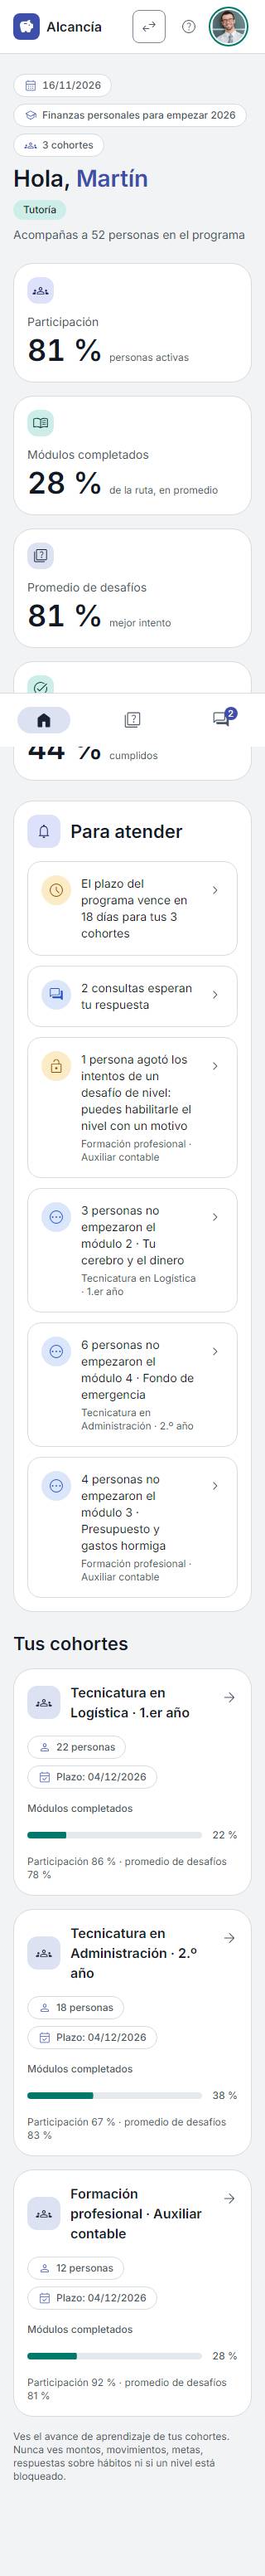 Alcancía
16/11/2026
Finanzas personales para empezar 2026
3 cohortes
Hola, Martín
Tutoría
Acompañas a 52 personas en el programa
Participación
81 % personas activas
Módulos completados
28 % de la ruta, en promedio
Promedio de desafíos
81 % mejor intento
2
44 % cumplidos
Para atender
El plazo del
programa vence en
18 días para tus 3
cohortes
2 consultas esperan
tu respuesta
1 persona agotó los
intentos de un
desafío de nivel:
puedes habilitarle el
nivel con un motivo
Formación profesional ·
Auxiliar contable
3 personas no
empezaron el
módulo 2 · Tu
cerebro y el dinero
Tecnicatura en Logística
· 1.er año
6 personas no
empezaron el
módulo 4 · Fondo de
emergencia
Tecnicatura en
Administración · 2.º año
4 personas no
empezaron el
módulo 3 ·
Presupuesto y
gastos hormiga
Formación profesional ·
Auxiliar contable
Tus cohortes
Tecnicatura en
Logística · 1.er año
22 personas
Plazo: 04/12/2026
Módulos completados
22 %
Participación 86 % · promedio de desafíos
78 %
Tecnicatura en
Administración · 2.º
año
18 personas
Plazo: 04/12/2026
Módulos completados
38 %
Participación 67 % · promedio de desafíos
83 %
Formación
profesional · Auxiliar
contable
12 personas
Plazo: 04/12/2026
Módulos completados
28 %
Participación 92 % · promedio de desafíos
81 %
Ves el avance de aprendizaje de tus cohortes.
Nunca ves montos, movimientos, metas,
respuestas sobre hábitos ni si un nivel está
bloqueado.